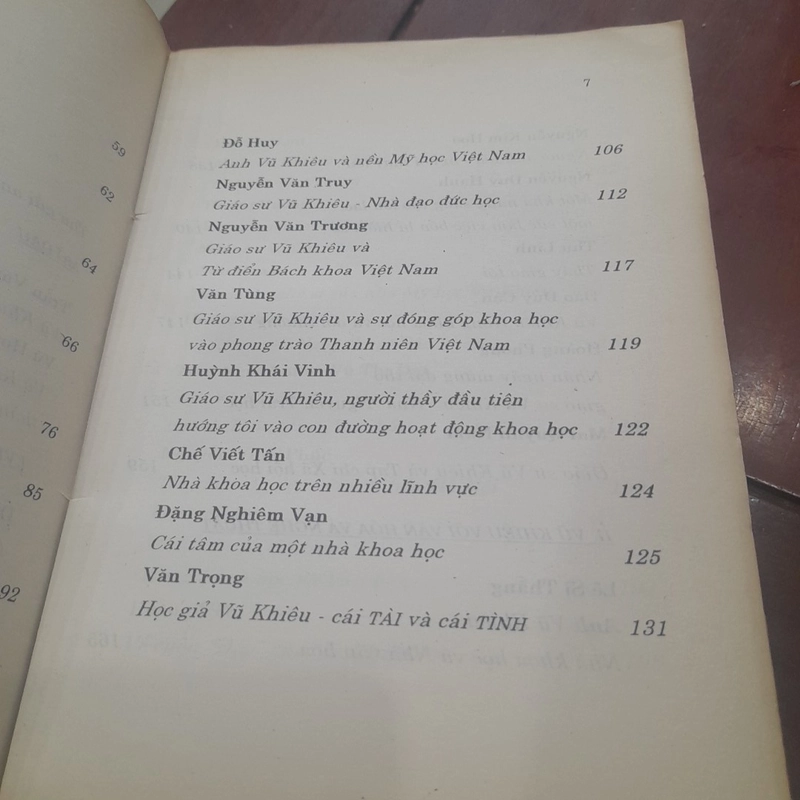 59
62
64
66
76
85
92
7
Đỗ Huy
Anh Vũ Khiêu và nền Mỹ học Việt Nam 106
Nguyễn Văn Truy
Giáo sư Vũ Khiêu - Nhà đạo đức học 112
Nguyễn Văn Trương
Giáo sư Vũ Khiêu và
Từ điển Bách khoa Việt Nam 117
Văn Tùng
Giáo sư Vũ Khiêu và sự đóng góp khoa học
vào phong trào Thanh niên Việt Nam 119
Huỳnh Khái Vinh
Giáo sư Vũ Khiêu, người thầy đầu tiên
hướng tôi vào con đường hoạt động khoa học 122
Chế Viết Tấn
Nhà khoa học trên nhiều lĩnh vực 124
Đặng Nghiêm Vạn
Cái tâm của một nhà khoa học 125
Văn Trọng
Học giả Vũ Khiêu - cái TÀI và cái TÌNH 131